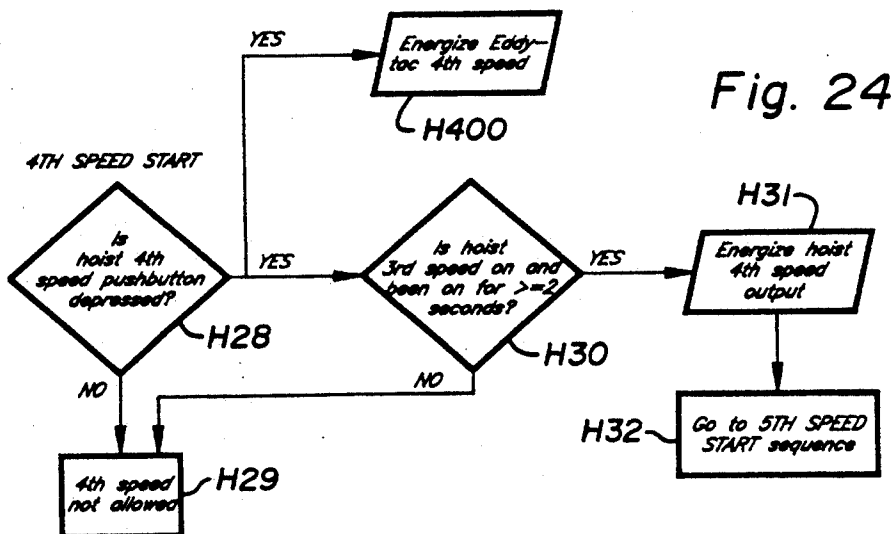 YES
Energize Eddy-
tac 4th speed
H400
Fig. 24
4TH SPEED START
Is
hoist 4th
speed pushbutton
depressed?
H28
YES
Is hoist
3rd speed on and
been on for >=2
seconds?
H30
YES
H31
Energize hoist
4th speed
output
NO
NO
4th speed
not allowed
H29
H32
Go to 5TH SPEED
START sequence